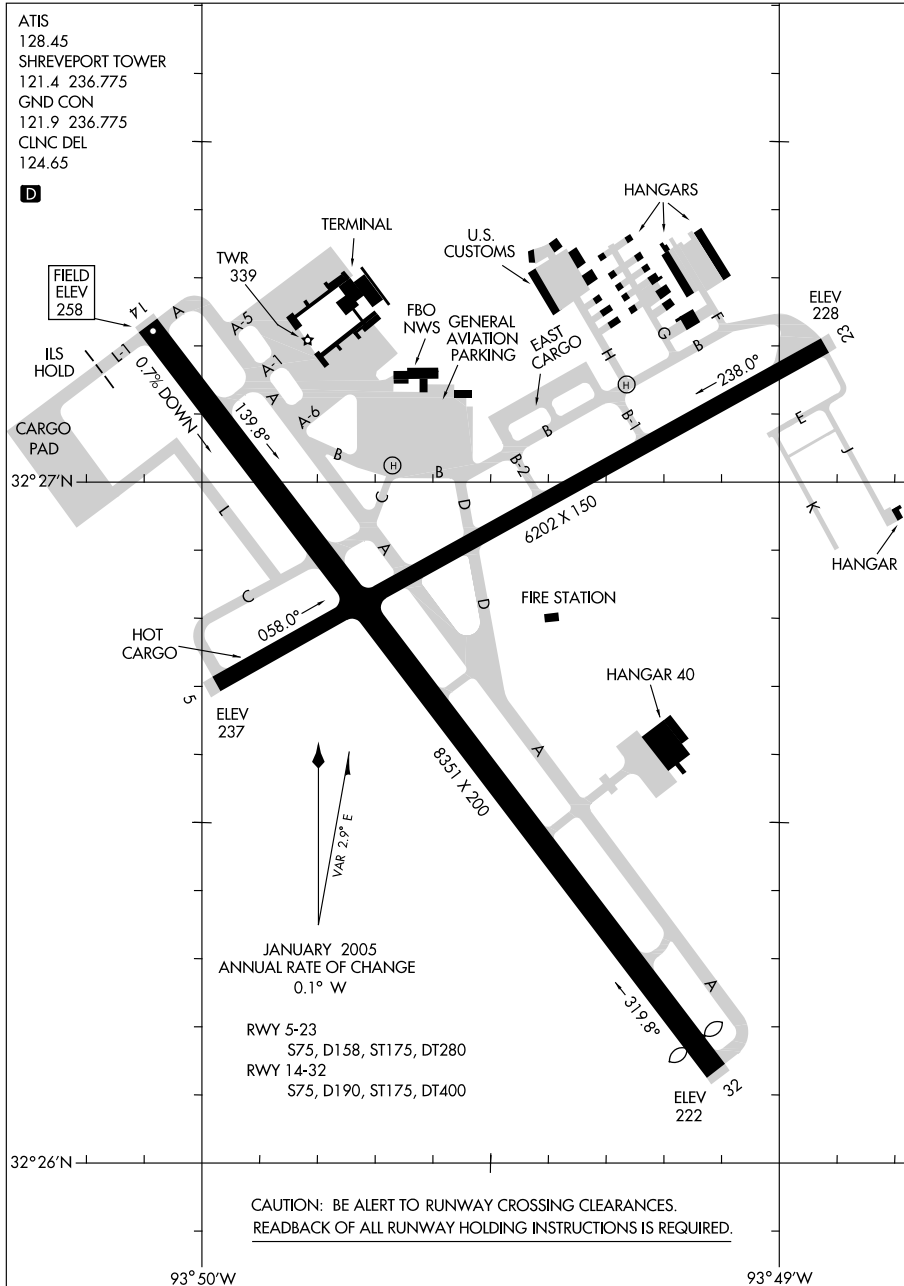 ATIS
128.45
SHREVEPORT TOWER
121.4 236.775
GND CON
121.9 236.775
CLNC DEL
124.65
D
HANGARS
TERMINAL
U.S.
CUSTOMS
TWR
339
FIELD
ELEV
258
14
A
A-5
FBO
NWS
GENERAL
AVIATION
PARKING
EAST
CARGO
ELEV
228
23
F
G
B
H
ILS
HOLD
L-1
A-1
0.7% DOWN
139.8°
A
A-6
H
238.0°
B-1
E
J
CARGO
PAD
B
B
B-2
H
B
32°27'N
C
D
K
L
6202 X 150
A
HANGAR
C
058.0°
D
FIRE STATION
HOT
CARGO
5
ELEV
237
HANGAR 40
A
8351 X 200
VAR 2.9° E
JANUARY 2005
ANNUAL RATE OF CHANGE
0.1° W
A
319.8°
RWY 5-23
S75, D158, ST175, DT280
RWY 14-32
S75, D190, ST175, DT400
32
ELEV
222
32°26'N
CAUTION: BE ALERT TO RUNWAY CROSSING CLEARANCES.
READBACK OF ALL RUNWAY HOLDING INSTRUCTIONS IS REQUIRED.
93°50'W
93°49'W